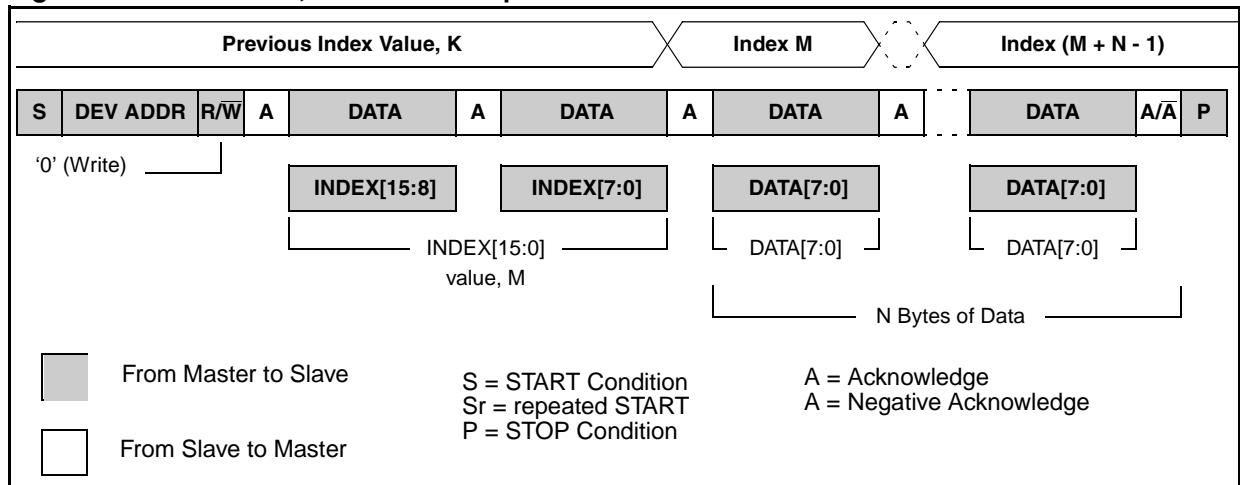 Previous Index Value, K Index M Index (M + N - 1)
S DEV ADDR R/W̅ A DATA A DATA A DATA A DATA A/A̅ P
‘0’ (Write)
INDEX[15:8] INDEX[7:0] DATA[7:0] DATA[7:0]
INDEX[15:0] DATA[7:0] DATA[7:0]
value, M
N Bytes of Data
From Master to Slave
S = START Condition
Sr = repeated START
P = STOP Condition
A = Acknowledge
A = Negative Acknowledge
From Slave to Master